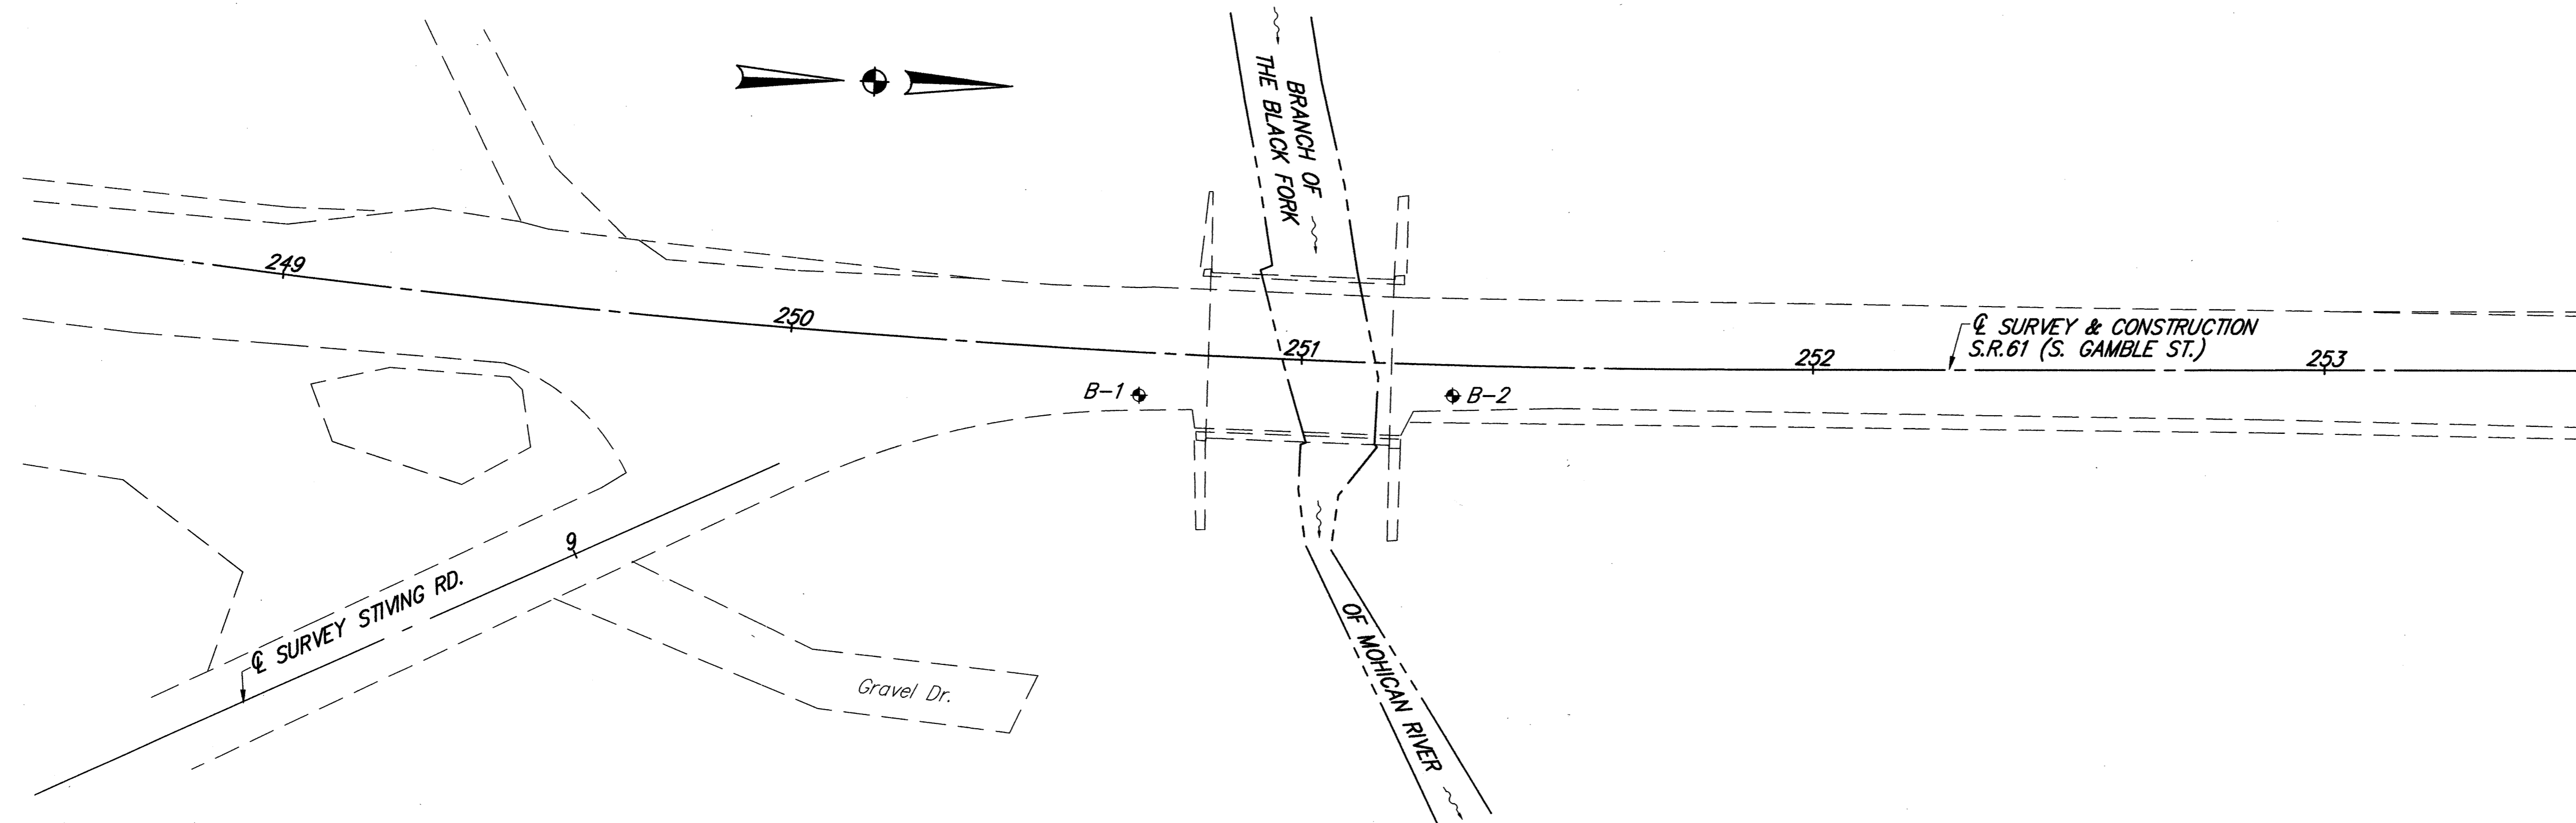 BRANCH OF
THE BLACK FORK
249
250
251
252
253
℄ SURVEY & CONSTRUCTION
S.R.61 (S. GAMBLE ST.)
B-1
B-2
9
℄ SURVEY STIVING RD.
OF MOHICAN RIVER
Gravel Dr.